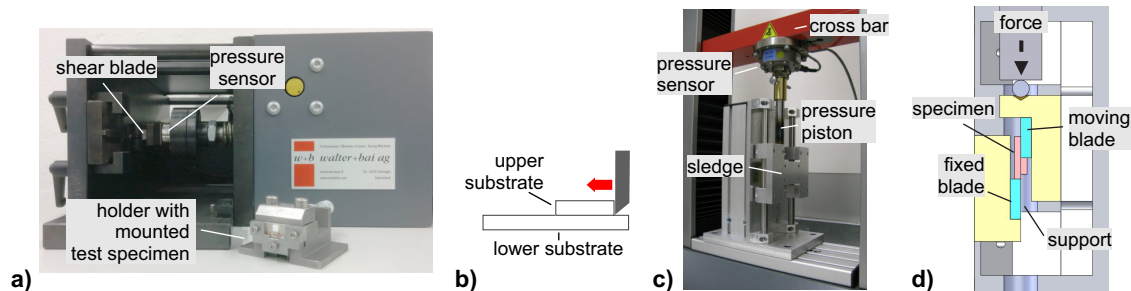 shear blade
pressure
sensor
w+b walter+bai ag
holder with
mounted
test specimen
a)
upper
substrate
lower substrate
b)
cross bar
pressure
sensor
pressure
piston
sledge
c)
force
specimen
moving
blade
fixed
blade
support
d)